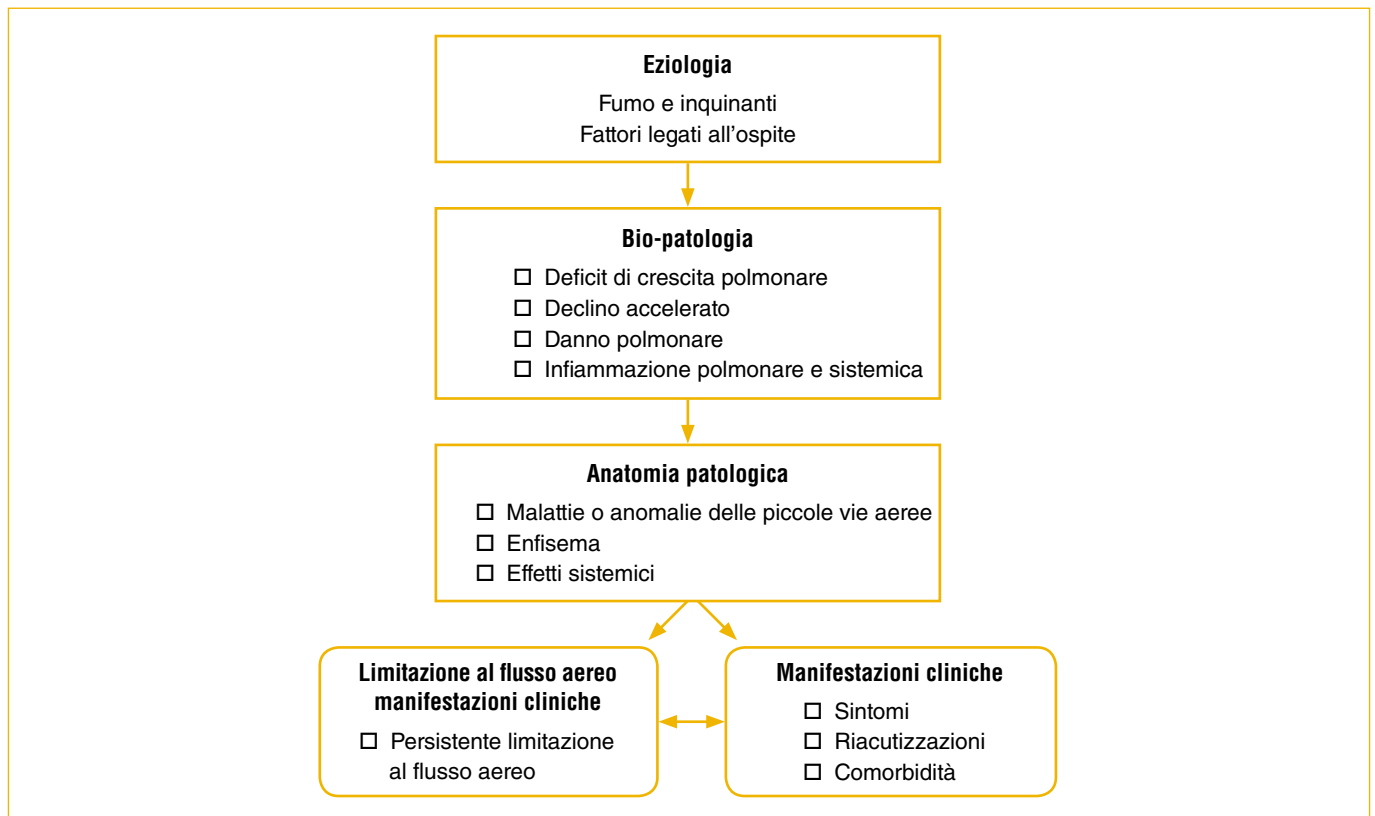 Eziologia
Fumo e inquinanti
Fattori legati all'ospite
Bio-patologia
☐ Deficit di crescita polmonare
☐ Declino accelerato
☐ Danno polmonare
☐ Infiammazione polmonare e sistemica
Anatomia patologica
☐ Malattie o anomalie delle piccole vie aeree
☐ Enfisema
☐ Effetti sistemici
Limitazione al flusso aereo
manifestazioni cliniche
☐ Persistente limitazione
al flusso aereo
Manifestazioni cliniche
☐ Sintomi
☐ Riacutizzazioni
☐ Comorbidità